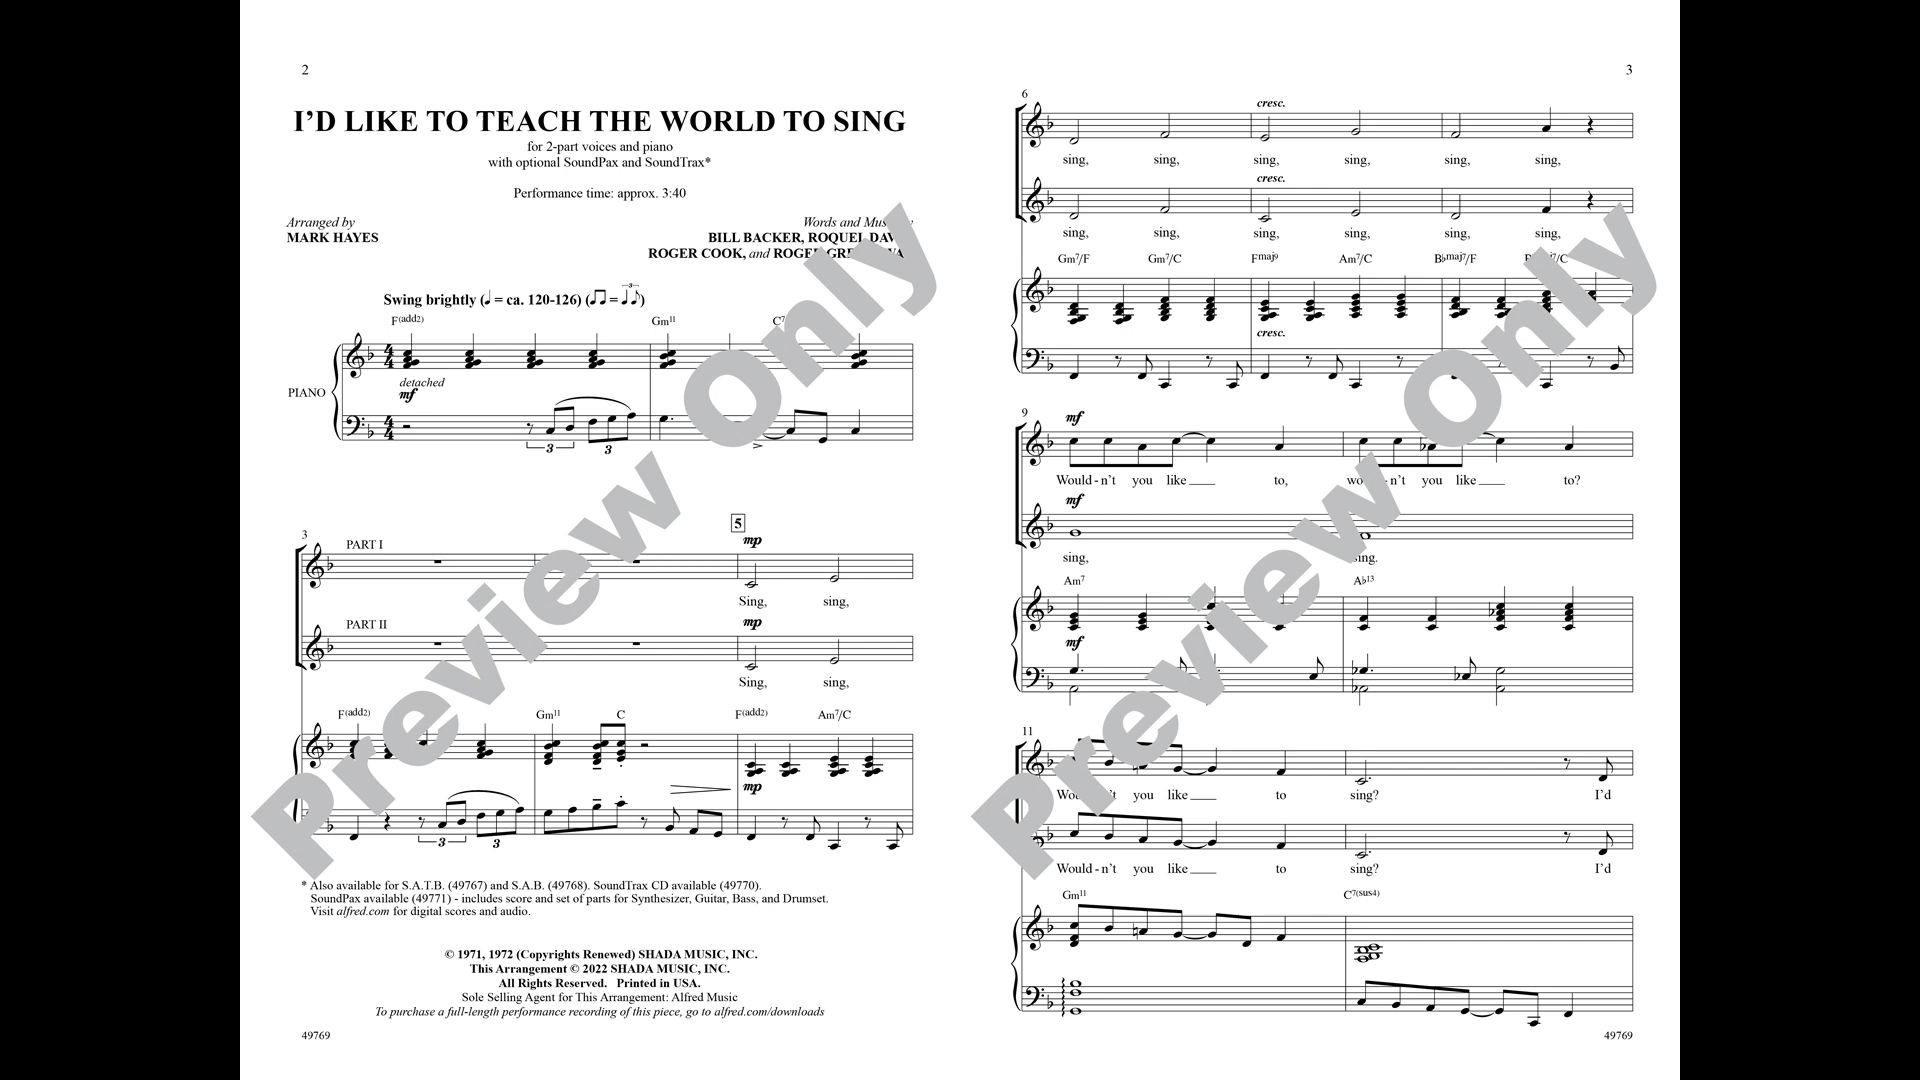 2
I’D LIKE TO TEACH THE WORLD TO SING
for 2-part voices and piano
with optional SoundPax and SoundTrax*
Performance time: approx. 3:40
Arranged by
MARK HAYES
Words and
BILL BACKER, ROQUEL
ROGER COOK, and
Swing brightly (♩ = ca. 120-126) (♫ = ♩♪)
3
F(add2) Gm11
PIANO
detached
mf
3 3
3
5
PART I
mp
Sing, sing,
PART II
mp
Sing, sing,
F(add2) Gm11 C F(add2) Am7/C
mp
3 3
* Also available for S.A.T.B. (49767) and S.A.B. (49768). SoundTrax CD available (49770).
SoundPax available (49771) - includes score and set of parts for Synthesizer, Guitar, Bass, and Drumset.
Visit alfred.com for digital scores and audio.
© 1971, 1972 (Copyrights Renewed) SHADA MUSIC, INC.
This Arrangement © 2022 SHADA MUSIC, INC.
All Rights Reserved. Printed in USA.
Sole Selling Agent for This Arrangement: Alfred Music
To purchase a full-length performance recording of this piece, go to alfred.com/downloads
49769
Preview Only
3
6
cresc.
sing, sing, sing, sing, sing, sing,
cresc.
sing, sing, sing, sing, sing, sing,
Gm7/F Gm7/C Fmaj9 Am7/C B♭maj7/F
cresc.
9
mf
Would-n’t you like to, you like to?
mf
sing,
Am7 A♭13
mf
11
you like to sing? I’d
Would-n’t you like to sing? I’d
Gm11 C7(sus4)
49769
Preview Only